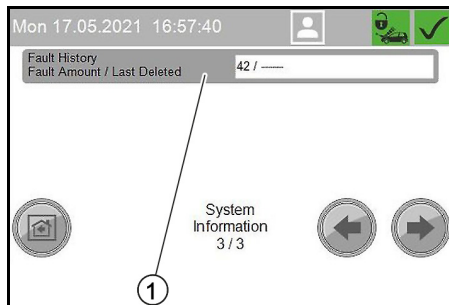 Mon 17.05.2021 16:57:40
Fault History
Fault Amount / Last Deleted
42 / ------
System
Information
3 / 3
1